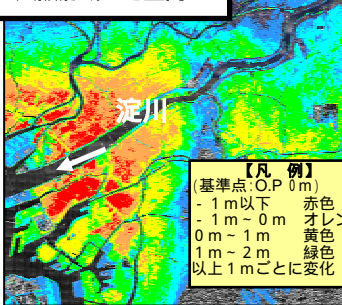 淀川
【凡 例】
(基準点:O.P 0m)
- 1m以下 赤色
- 1m~0m オレン
0m~1m 黄色
1m~2m 緑色
以上1mごとに変化